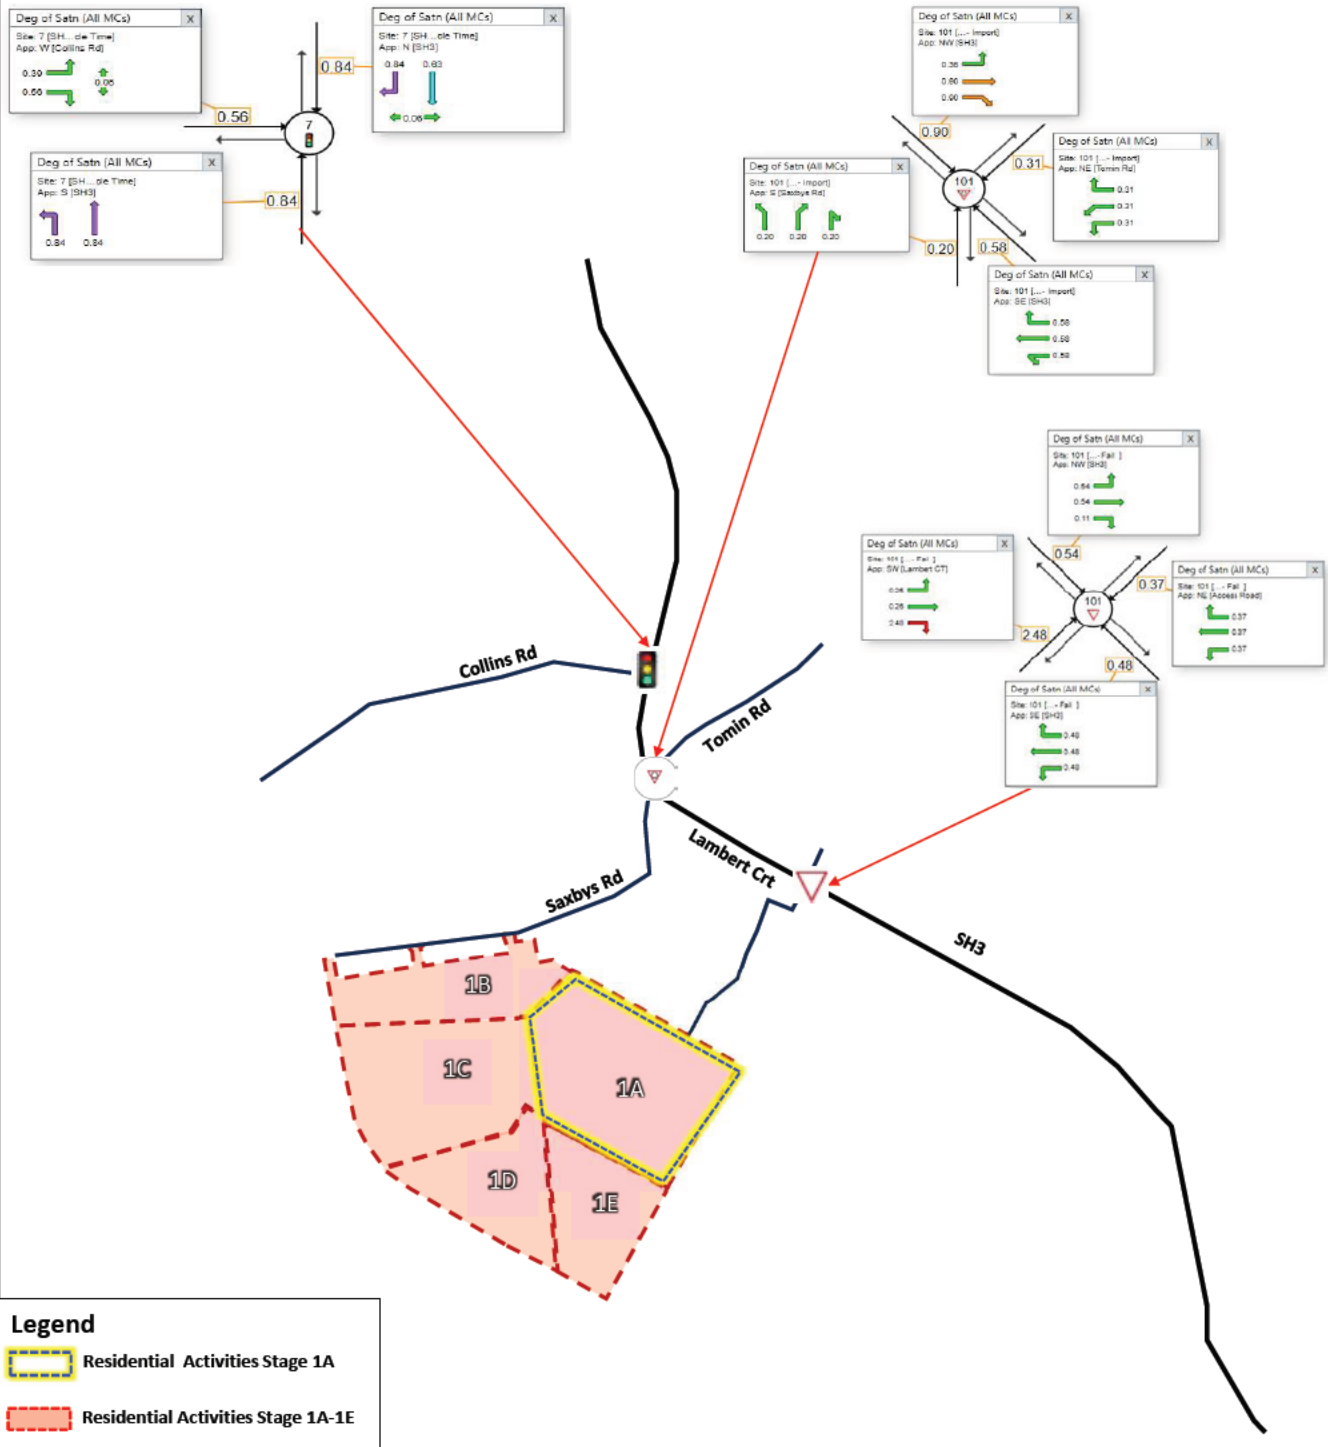 Deg of Satn (All MCs) X
Site: 7 [SH...cle Time]
App: W [Collins Rd]
0.39
0.56
0.06
0.56
Deg of Satn (All MCs) X
Site: 7 [SH...cle Time]
App: N [SH3]
0.84 0.63
0.06
0.84
7
Deg of Satn (All MCs) X
Site: 7 [SH...cle Time]
App: S [SH3]
0.84 0.84
0.84
Deg of Satn (All MCs) X
Site: 101 [...- Import]
App: NW [SH3]
0.90
0.90
Deg of Satn (All MCs) X
Site: 101 [...- Import]
App: NE [Tomin Rd]
0.31
0.31
0.31
0.31
101
Deg of Satn (All MCs) X
Site: 101 [...- Import]
App: S [Saxbys Rd]
0.20 0.20 0.20
0.20
0.58
Deg of Satn (All MCs) X
Site: 101 [...- Import]
App: SE [SH3]
0.58
0.58
0.58
Deg of Satn (All MCs) X
Site: 101 [...- Fail ]
App: NW [SH3]
0.54
0.54
0.11
0.54
Deg of Satn (All MCs) X
Site: 101 [...- Fail ]
App: SW [Lambert CT]
2.48
2.48
101
0.37
Deg of Satn (All MCs) X
Site: 101 [...- Fail ]
App: NE [Access Road]
0.37
0.37
0.37
0.48
Deg of Satn (All MCs) X
Site: 101 [...- Fail ]
App: SE [SH3]
0.48
0.48
0.48
Collins Rd
Tomin Rd
Lambert Crt
Saxbys Rd
SH3
1B
1C
1A
1D
1E
Legend
Residential Activities Stage 1A
Residential Activities Stage 1A-1E